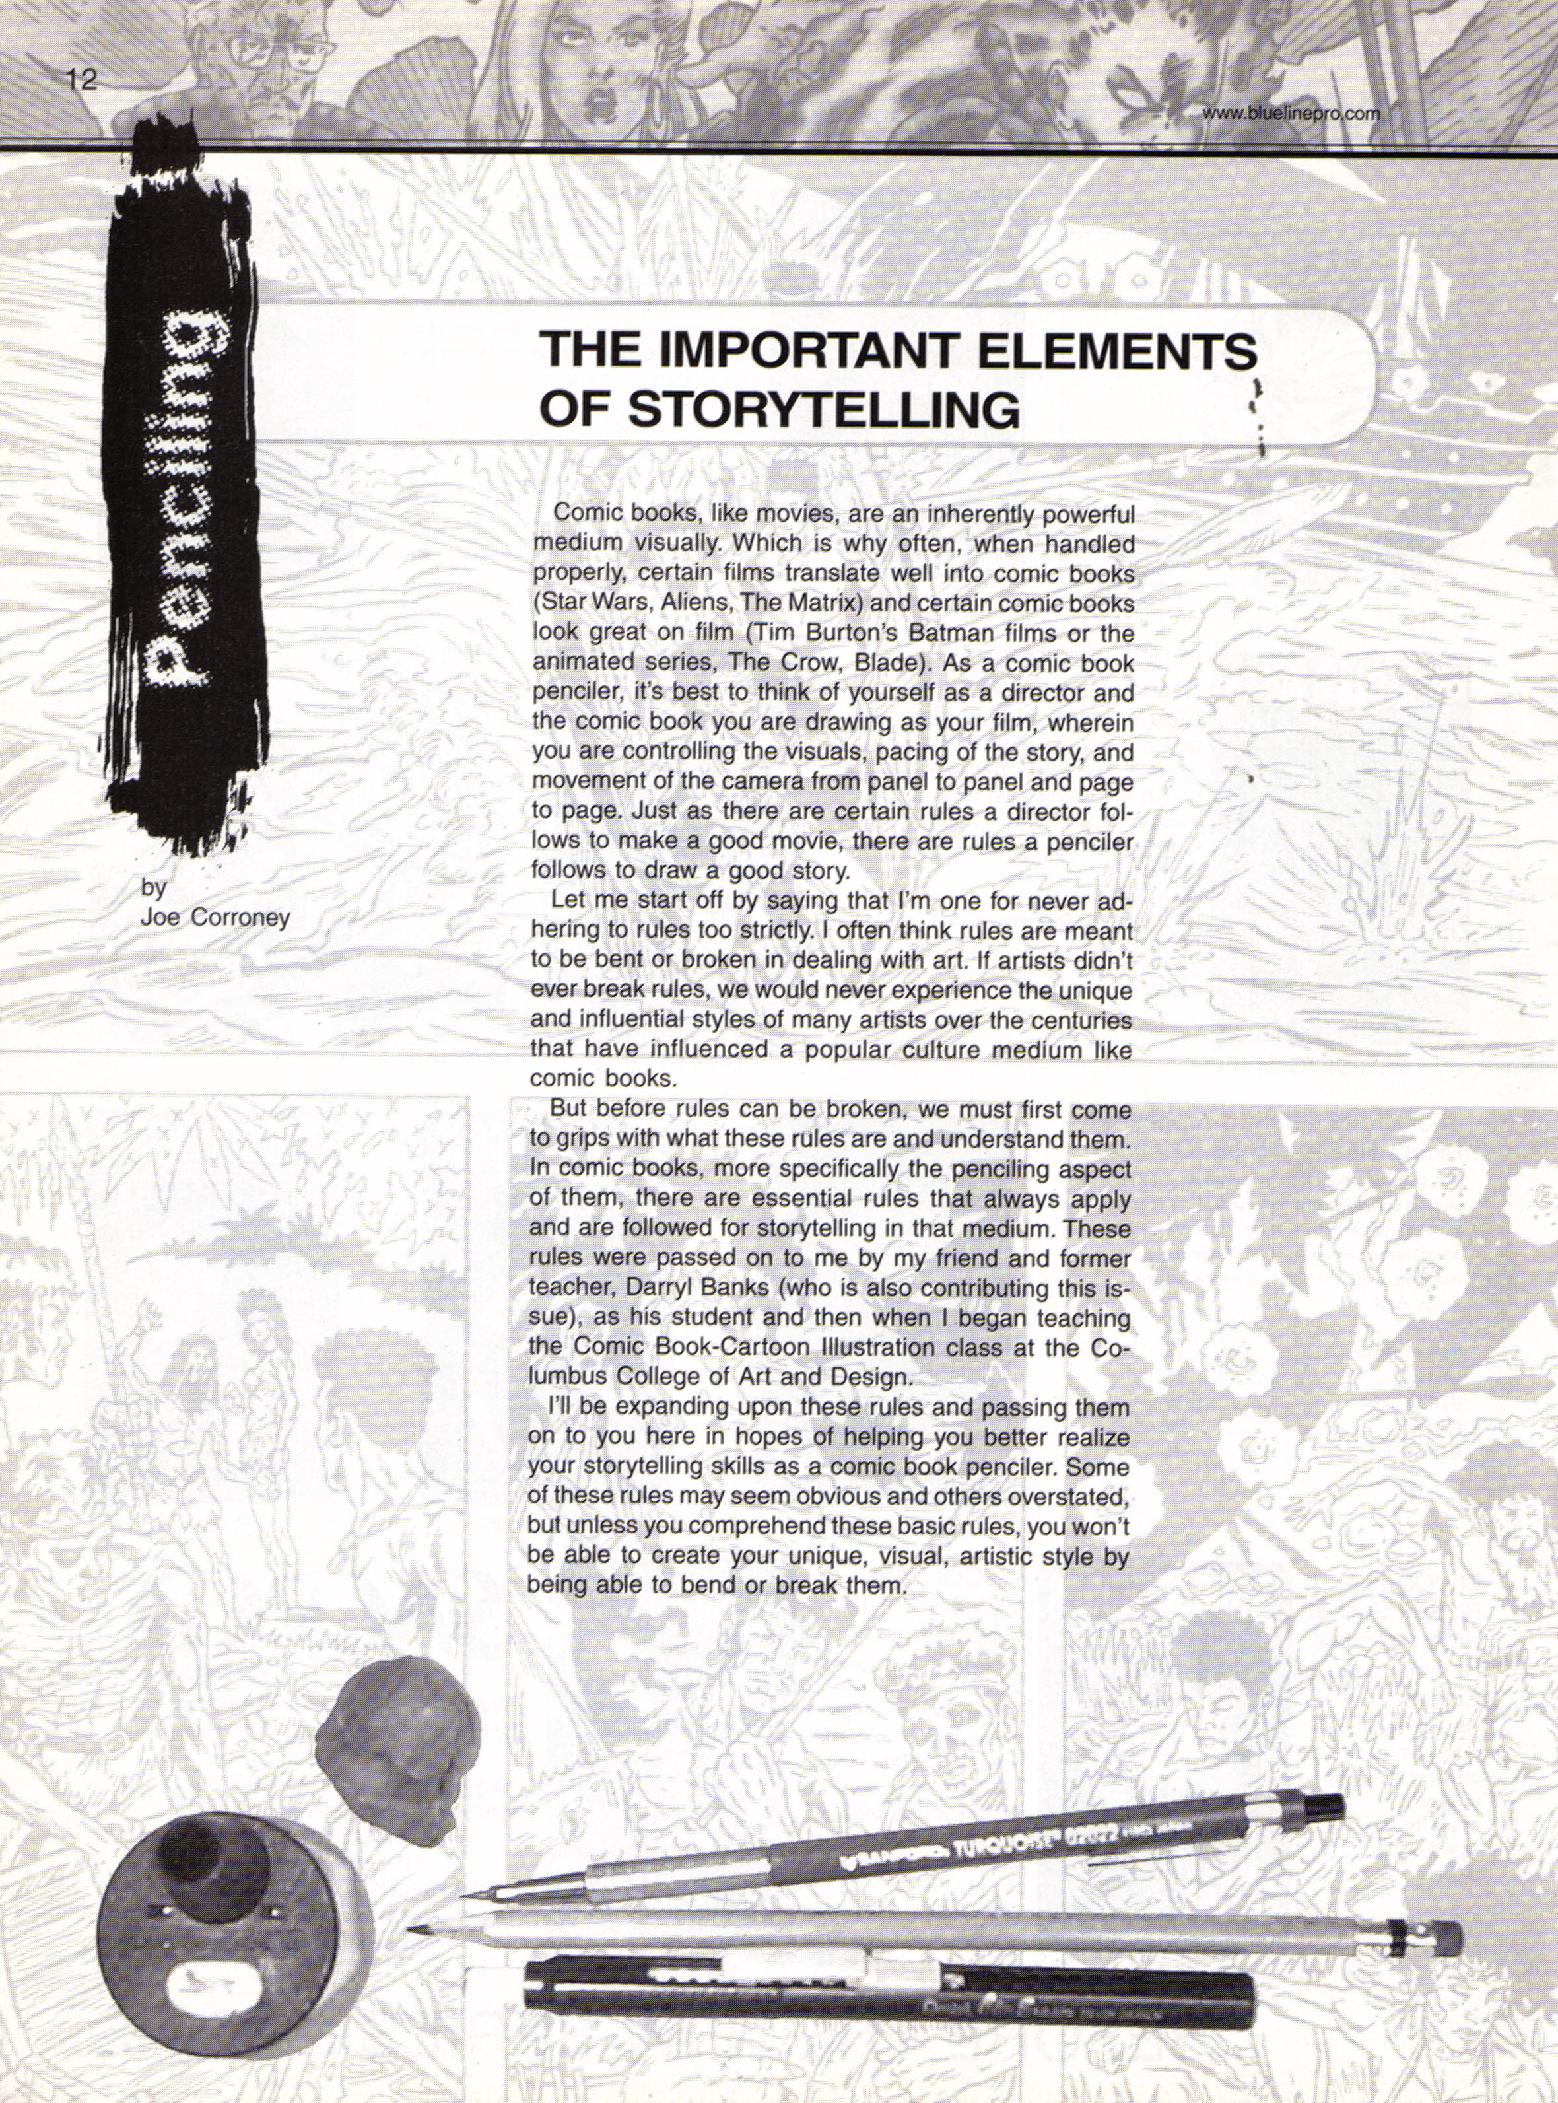 12
www.bluelinepro.com
Penciling
by
Joe Corroney
THE IMPORTANT ELEMENTS
OF STORYTELLING
Comic books, like movies, are an inherently powerful
medium visually. Which is why often, when handled
properly, certain films translate well into comic books
(Star Wars, Aliens, The Matrix) and certain comic books
look great on film (Tim Burton's Batman films or the
animated series, The Crow, Blade). As a comic book
penciler, it's best to think of yourself as a director and
the comic book you are drawing as your film, wherein
you are controlling the visuals, pacing of the story, and
movement of the camera from panel to panel and page
to page. Just as there are certain rules a director fol-
lows to make a good movie, there are rules a penciler
follows to draw a good story.
Let me start off by saying that I'm one for never ad-
hering to rules too strictly. I often think rules are meant
to be bent or broken in dealing with art. If artists didn't
ever break rules, we would never experience the unique
and influential styles of many artists over the centuries
that have influenced a popular culture medium like
comic books.
But before rules can be broken, we must first come
to grips with what these rules are and understand them.
In comic books, more specifically the penciling aspect
of them, there are essential rules that always apply
and are followed for storytelling in that medium. These
rules were passed on to me by my friend and former
teacher, Darryl Banks (who is also contributing this is-
sue), as his student and then when I began teaching
the Comic Book-Cartoon Illustration class at the Co-
lumbus College of Art and Design.
I'll be expanding upon these rules and passing them
on to you here in hopes of helping you better realize
your storytelling skills as a comic book penciler. Some
of these rules may seem obvious and others overstated,
but unless you comprehend these basic rules, you won't
be able to create your unique, visual, artistic style by
being able to bend or break them.
SANFORD TURQUOISE